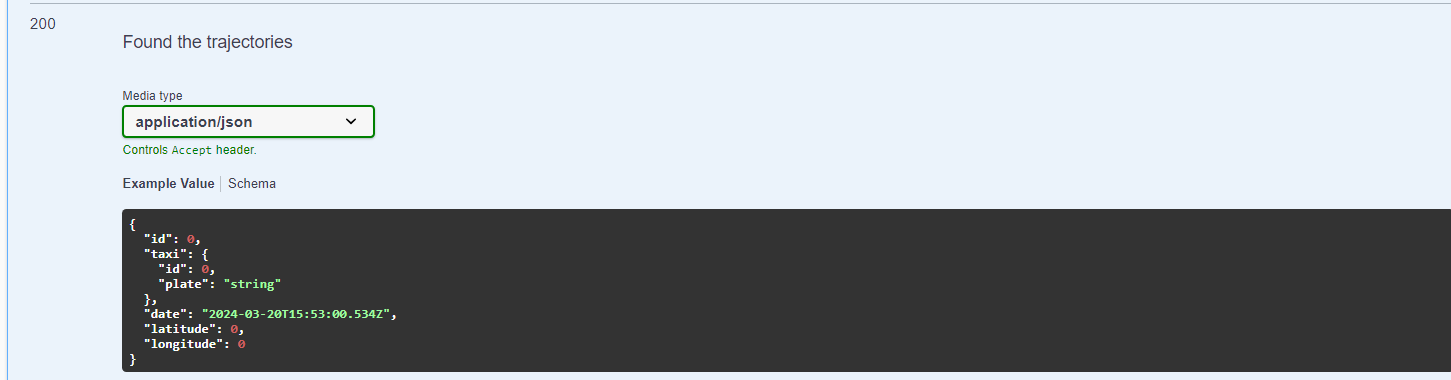 200
Found the trajectories
Media type
application/json
Controls Accept header.
Example Value Schema
{
"id": 0,
"taxi": {
"id": 0,
"plate": "string"
},
"date": "2024-03-20T15:53:00.534Z",
"latitude": 0,
"longitude": 0
}